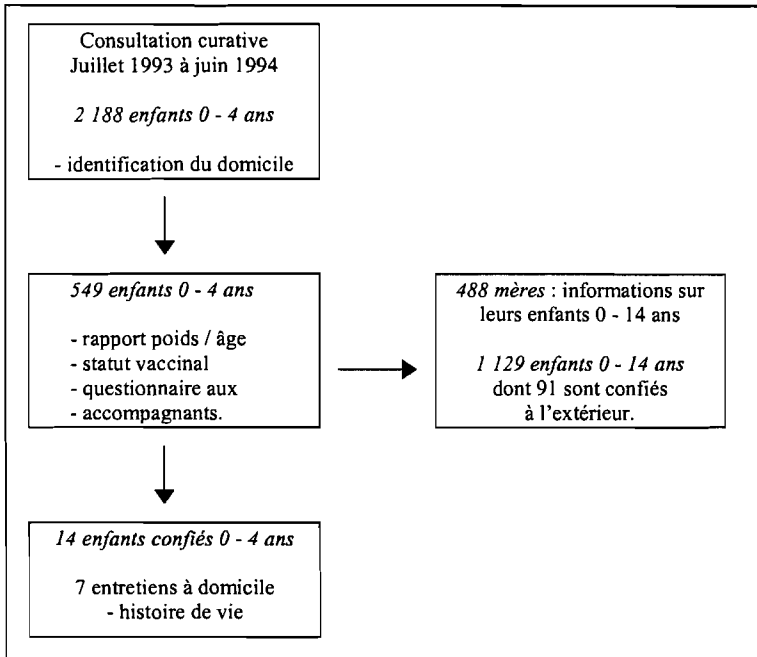 Consultation curative
Juillet 1993 à juin 1994
2 188 enfants 0 - 4 ans
- identification du domicile
549 enfants 0 - 4 ans
- rapport poids / âge
- statut vaccinal
- questionnaire aux
- accompagnants.
488 mères : informations sur
leurs enfants 0 - 14 ans
1 129 enfants 0 - 14 ans
dont 91 sont confiés
à l'extérieur.
14 enfants confiés 0 - 4 ans
7 entretiens à domicile
- histoire de vie